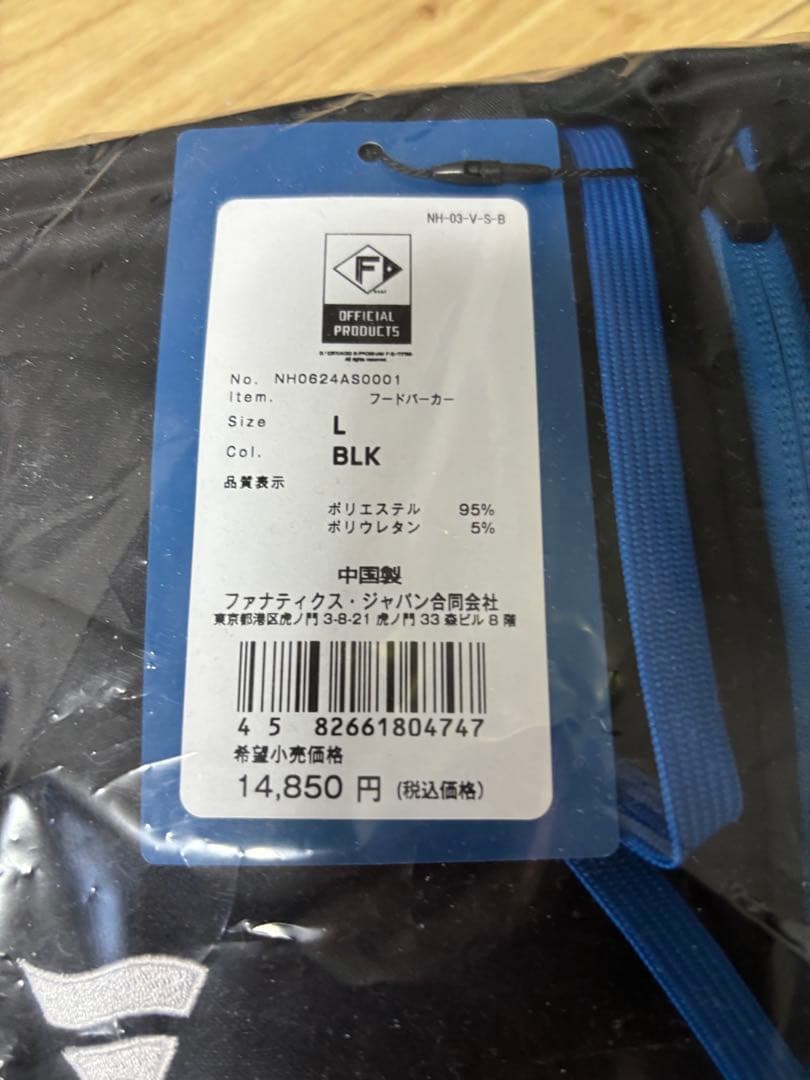 NH-03-V-S-B
F
OFFICIAL
PRODUCTS
All rights reserved.
No. NH0624AS0001
Item. フードパーカー
Size L
Col. BLK
品質表示
ポリエステル 95%
ポリウレタン 5%
中国製
ファナティクス・ジャパン合同会社
東京都港区虎ノ門 3-8-21 虎ノ門 33 森ビル 8 階
4 5 82661804747
希望小売価格
14,850 円 (税込価格)